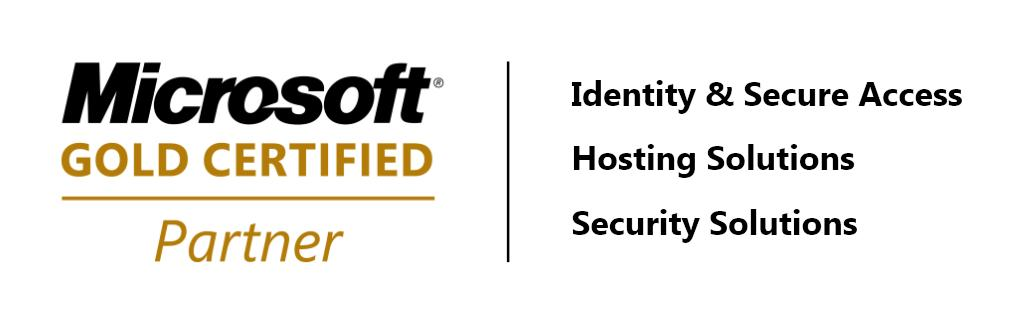 Microsoft®
GOLD CERTIFIED
Partner
Identity & Secure Access
Hosting Solutions
Security Solutions